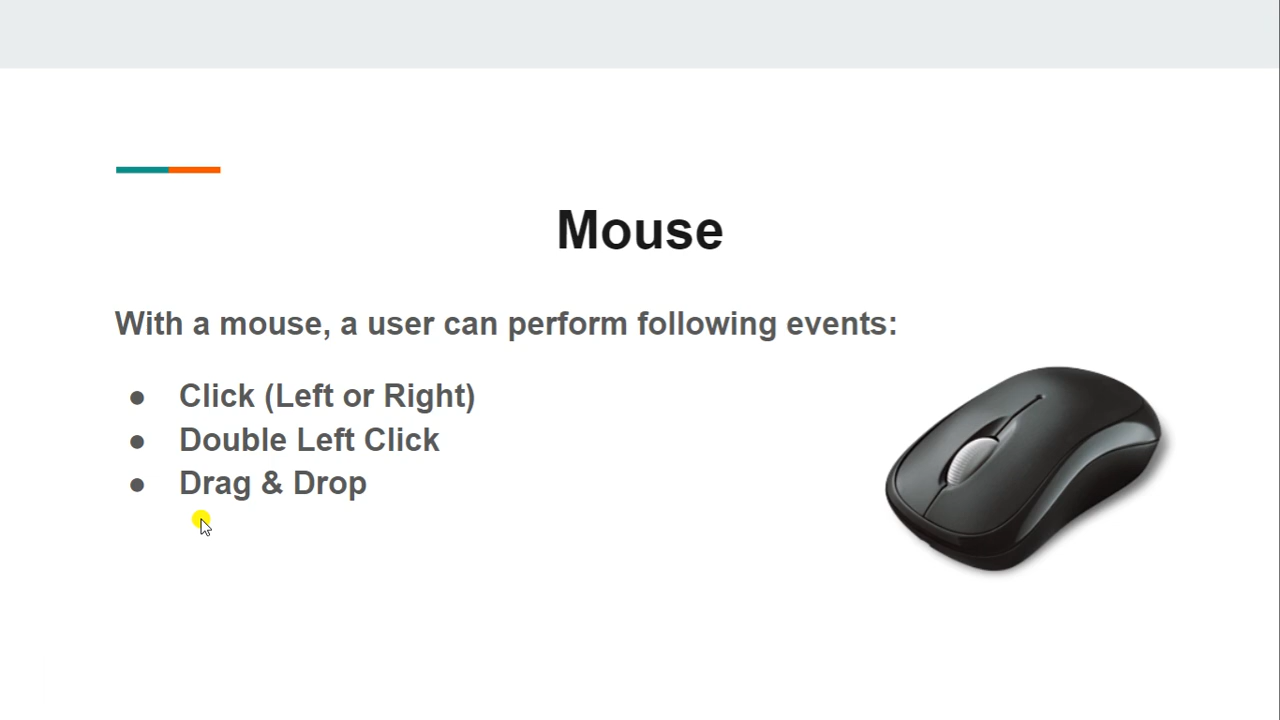 Mouse
With a mouse, a user can perform following events:
● Click (Left or Right)
● Double Left Click
● Drag & Drop